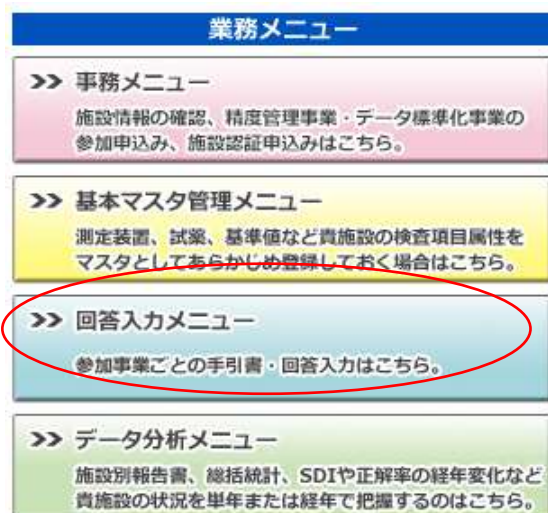 業務メニュー
>> 事務メニュー
施設情報の確認、精度管理事業・データ標準化事業の
参加申込み、施設認証申込みはこちら。
>> 基本マスタ管理メニュー
測定装置、試薬、基準値など貴施設の検査項目属性を
マスタとしてあらかじめ登録しておく場合はこちら。
>> 回答入力メニュー
参加事業ごとの手引書・回答入力はこちら。
>> データ分析メニュー
施設別報告書、総括統計、SDIや正解率の経年変化など
貴施設の状況を単年または経年で把握するのはこちら。